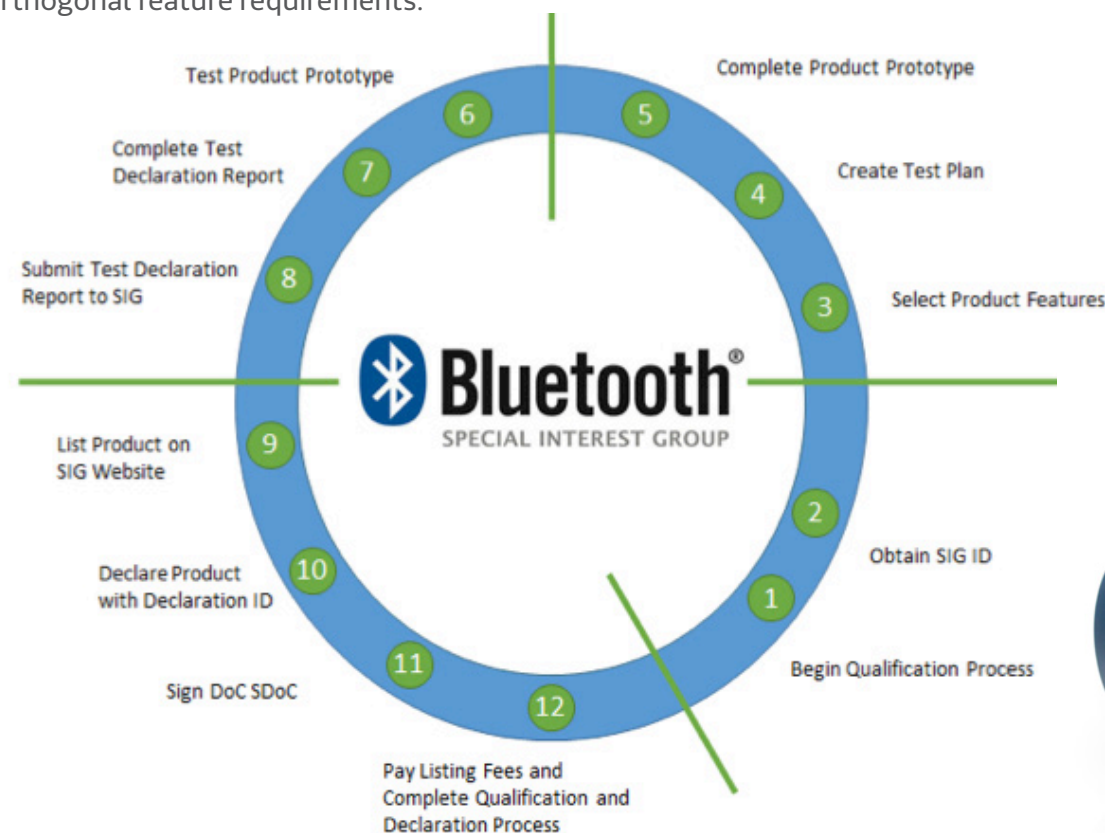 rthogonal feature requirements.
Test Product Prototype
Complete Product Prototype
6
5
Complete Test
Declaration Report
7
4
Create Test Plan
Submit Test Declaration
Report to SIG
8
3
Select Product Features
Bluetooth®
SPECIAL INTEREST GROUP
List Product on
SIG Website
9
2
Obtain SIG ID
Declare Product
with Declaration ID
10
1
Begin Qualification Process
Sign DoC SDoC
11
12
Pay Listing Fees and
Complete Qualification and
Declaration Process